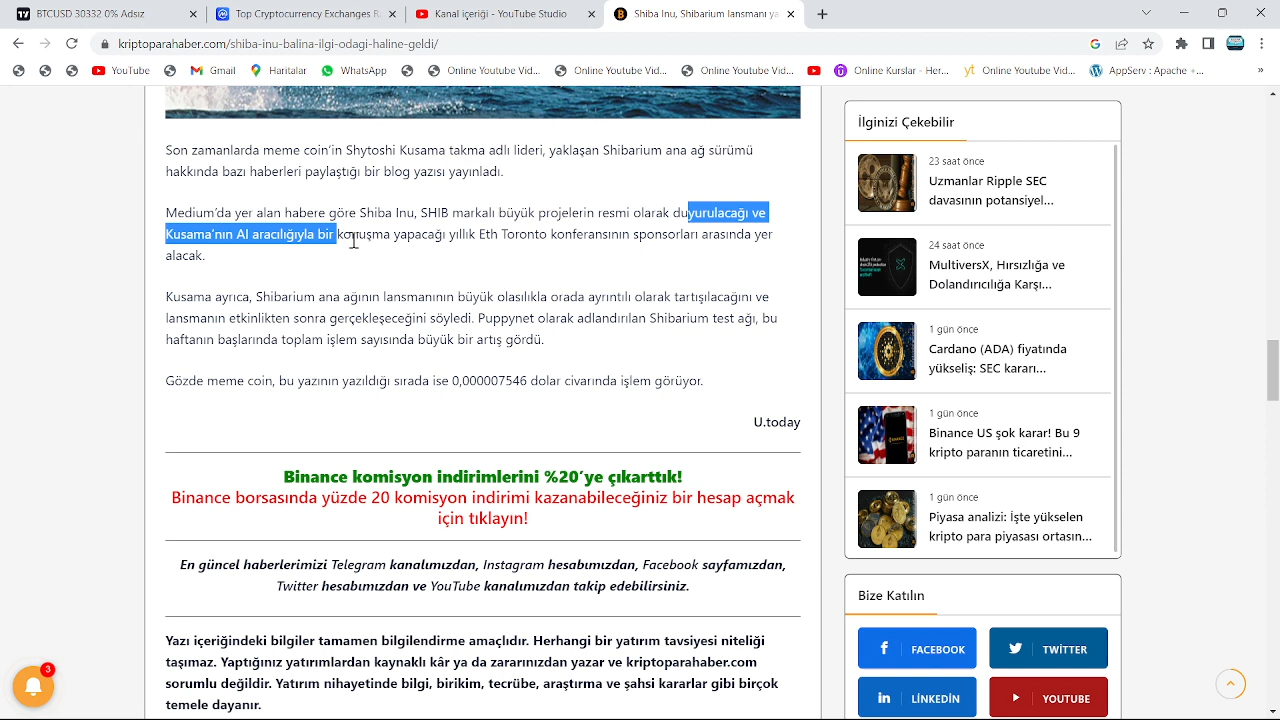 BTCUSD 30332 0.02% Adsız
Top Cryptocurrency Exchanges R
Kanal içeriği - YouTube Studio
Shiba Inu, Shibarium lansmanı ya
kriptoparahaber.com/shiba-inu-balina-ilgi-odagi-haline-geldi/
YouTube
Gmail
Haritalar
WhatsApp
Online Youtube Vid...
Online Youtube Vid...
Online Youtube Vid...
Online Kurslar - Her...
yt Online Youtube Vid...
AppServ : Apache +...
»
Son zamanlarda meme coin'in Shytoshi Kusama takma adlı lideri, yaklaşan Shibarium ana ağ sürümü
hakkında bazı haberleri paylaştığı bir blog yazısı yayınladı.
Medium'da yer alan habere göre Shiba Inu, SHIB markalı büyük projelerin resmi olarak duyurulacağı ve
Kusama'nın AI aracılığıyla bir konuşma yapacağı yıllık Eth Toronto konferansının sponsorları arasında yer
alacak.
Kusama ayrıca, Shibarium ana ağının lansmanının büyük olasılıkla orada ayrıntılı olarak tartışılacağını ve
lansmanın etkinlikten sonra gerçekleşeceğini söyledi. Puppynet olarak adlandırılan Shibarium test ağı, bu
haftanın başlarında toplam işlem sayısında büyük bir artış gördü.
Gözde meme coin, bu yazının yazıldığı sırada ise 0,000007546 dolar civarında işlem görüyor.
U.today
Binance komisyon indirimlerini %20'ye çıkarttık!
Binance borsasında yüzde 20 komisyon indirimi kazanabileceğiniz bir hesap açmak
için tıklayın!
En güncel haberlerimizi Telegram kanalımızdan, Instagram hesabımızdan, Facebook sayfamızdan,
Twitter hesabımızdan ve YouTube kanalımızdan takip edebilirsiniz.
Yazı içeriğindeki bilgiler tamamen bilgilendirme amaçlıdır. Herhangi bir yatırım tavsiyesi niteliği
taşımaz. Yaptığınız yatırımlardan kaynaklı kâr ya da zararınızdan yazar ve kriptoparahaber.com
sorumlu değildir. Yatırım nihayetinde bilgi, birikim, tecrübe, araştırma ve şahsi kararlar gibi birçok
temele dayanır.
3
İlginizi Çekebilir
23 saat önce
Uzmanlar Ripple SEC
davasının potansiyel...
24 saat önce
MultiversX, Hırsızlığa ve
Dolandırıcılığa Karşı...
1 gün önce
Cardano (ADA) fiyatında
yükseliş: SEC kararı...
1 gün önce
Binance US şok karar! Bu 9
kripto paranın ticaretini...
1 gün önce
Piyasa analizi: İşte yükselen
kripto para piyasası ortasın...
Bize Katılın
FACEBOOK
TWİTTER
LİNKEDİN
YOUTUBE